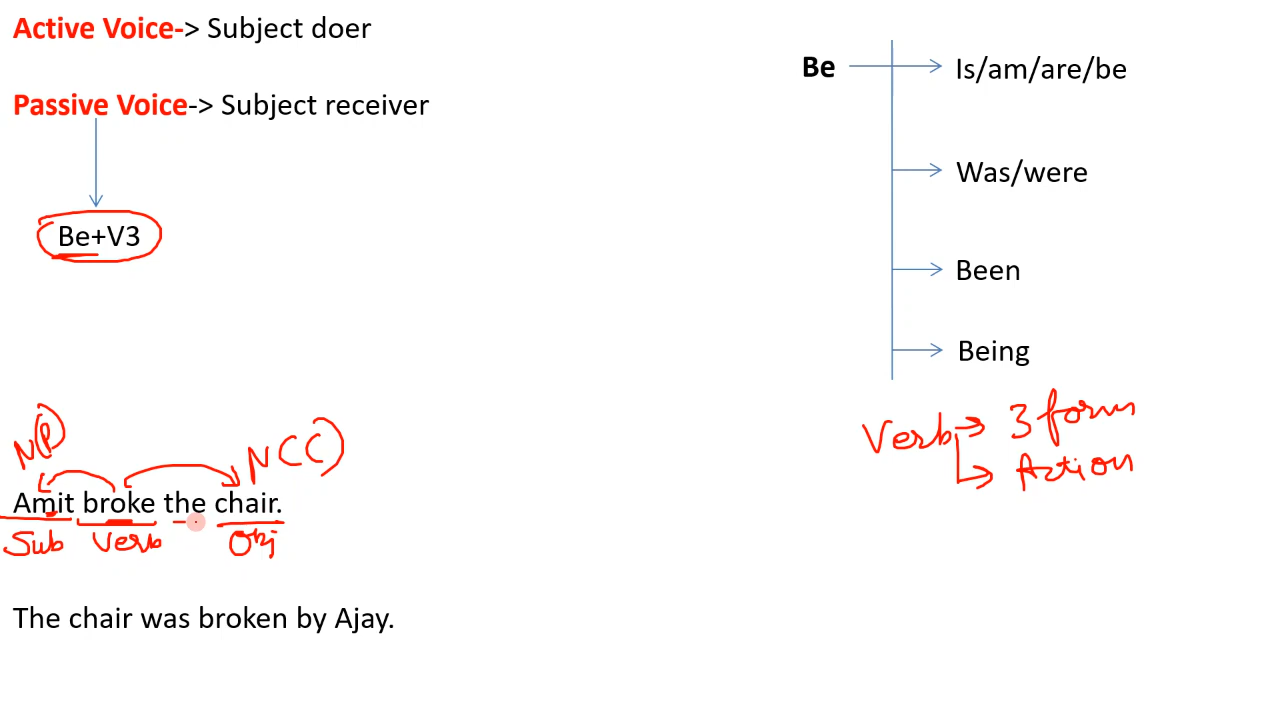 Active Voice-> Subject doer
Passive Voice-> Subject receiver
Be+V3
Be
Is/am/are/be
Was/were
Been
Being
Verb → 3 form
→ Action
N(P)
N(C)
Amit broke the chair.
Sub Verb Obj
The chair was broken by Ajay.